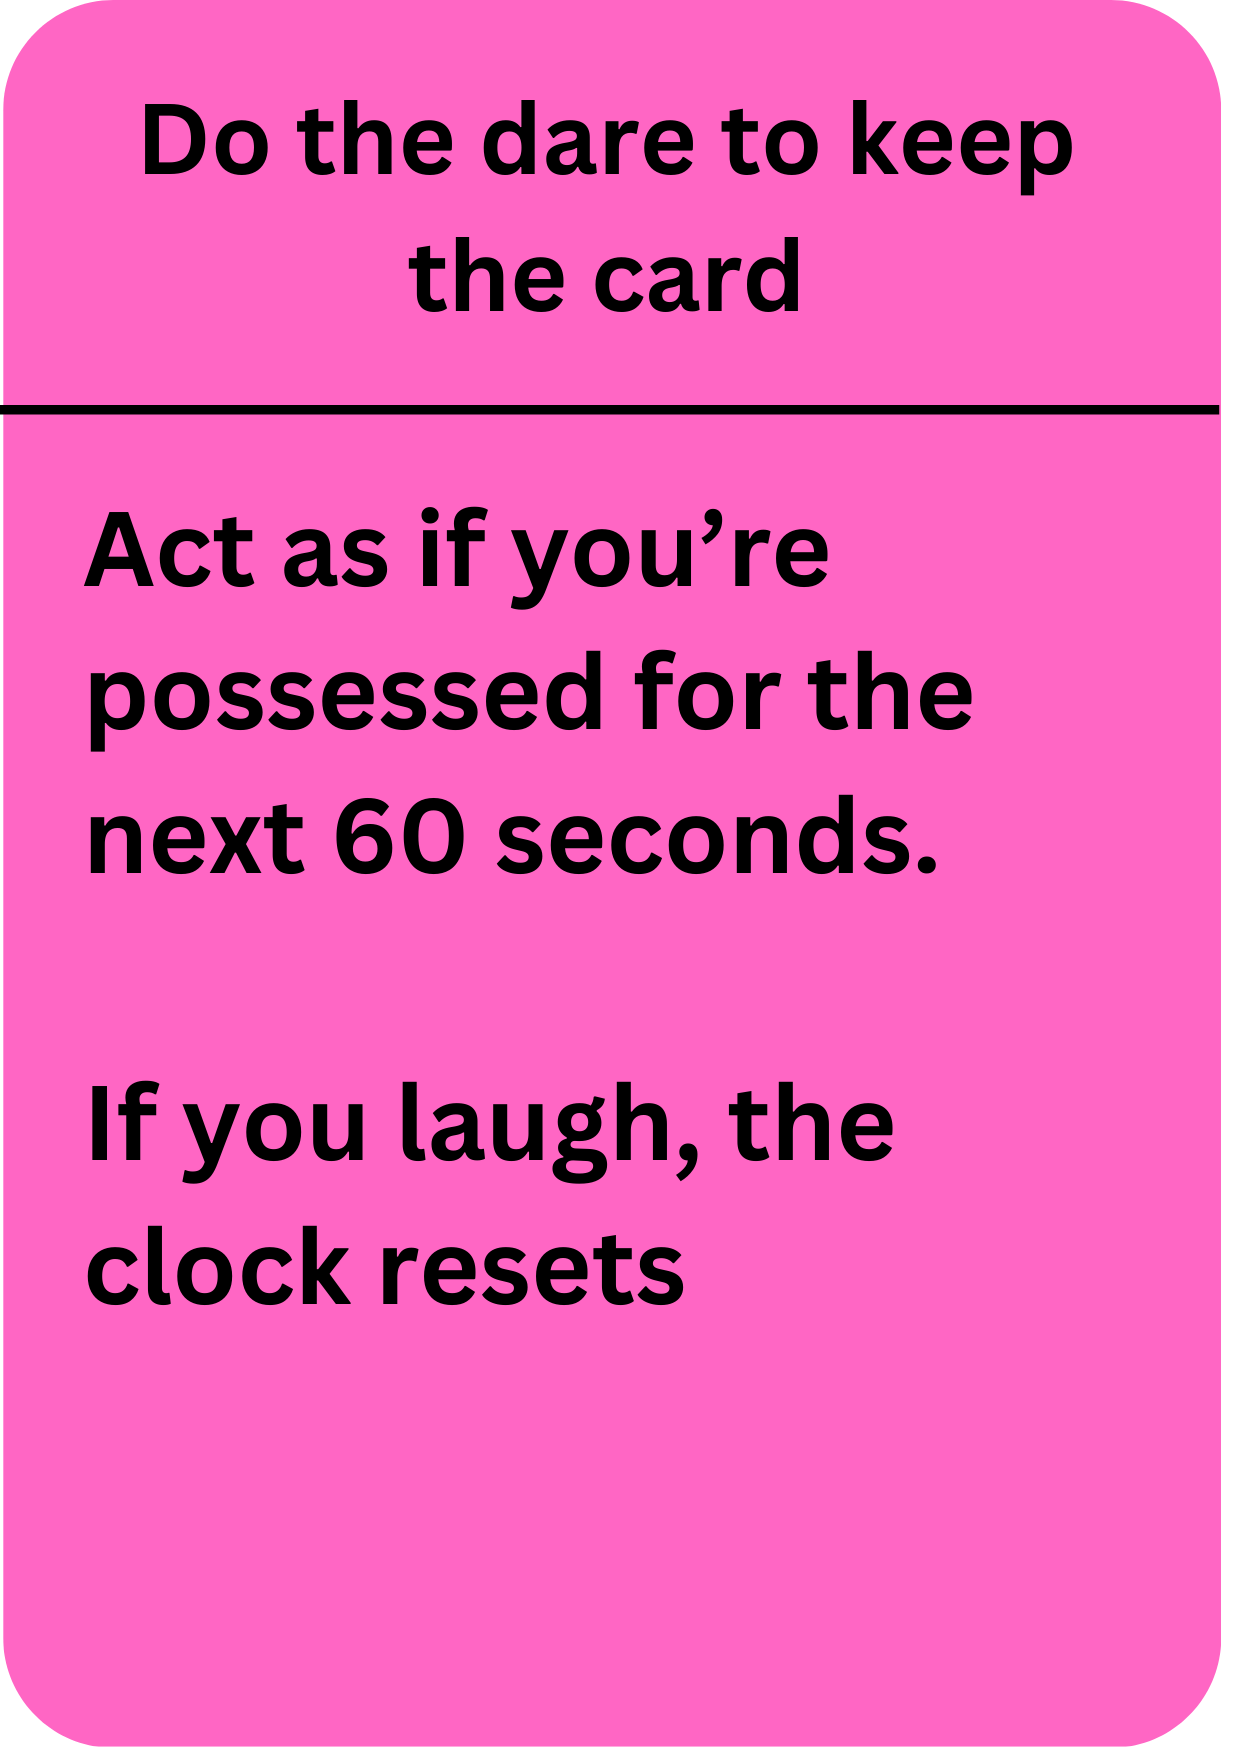 Do the dare to keep
the card
Act as if you’re
possessed for the
next 60 seconds.
If you laugh, the
clock resets